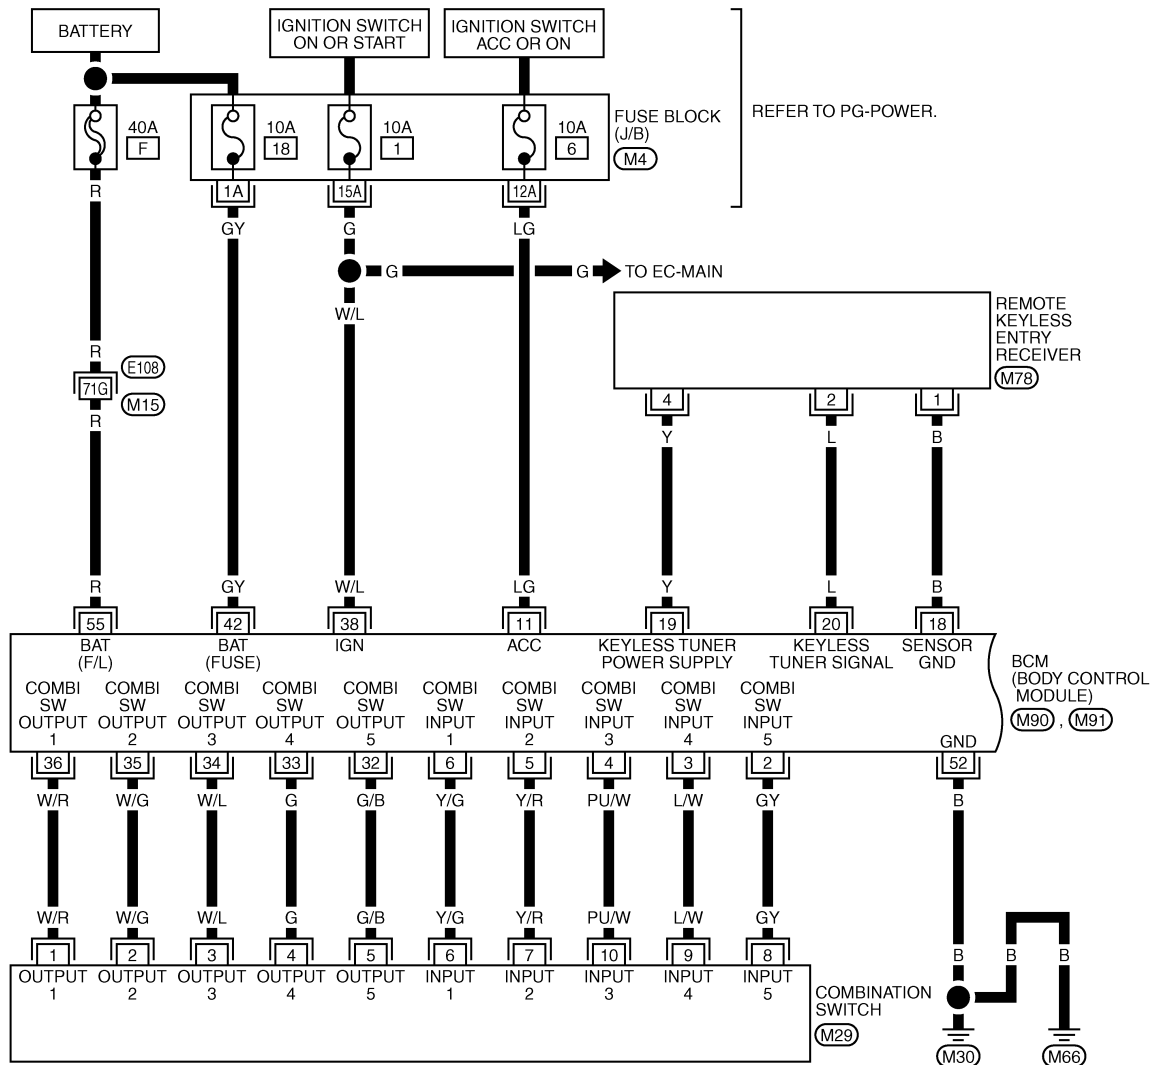 BATTERY
IGNITION SWITCH
ON OR START
IGNITION SWITCH
ACC OR ON
REFER TO PG-POWER.
40A
F
10A
18
10A
1
10A
6
FUSE BLOCK
(J/B)
M4
R
1A
15A
12A
GY
G
LG
G
G
TO EC-MAIN
W/L
REMOTE
KEYLESS
ENTRY
RECEIVER
M78
R
E108
71G
M15
R
4
2
1
Y
L
B
R
GY
W/L
LG
Y
L
B
55
42
38
11
19
20
18
BAT
(F/L)
BAT
(FUSE)
IGN
ACC
KEYLESS TUNER
POWER SUPPLY
KEYLESS
TUNER SIGNAL
SENSOR
GND
BCM
(BODY CONTROL
MODULE)
M90 , M91
COMBI
SW
OUTPUT
1
COMBI
SW
OUTPUT
2
COMBI
SW
OUTPUT
3
COMBI
SW
OUTPUT
4
COMBI
SW
OUTPUT
5
COMBI
SW
INPUT
1
COMBI
SW
INPUT
2
COMBI
SW
INPUT
3
COMBI
SW
INPUT
4
COMBI
SW
INPUT
5
GND
36
35
34
33
32
6
5
4
3
2
52
W/R
W/G
W/L
G
G/B
Y/G
Y/R
PU/W
L/W
GY
B
W/R
W/G
W/L
G
G/B
Y/G
Y/R
PU/W
L/W
GY
B
B
B
1
2
3
4
5
6
7
10
9
8
OUTPUT
1
OUTPUT
2
OUTPUT
3
OUTPUT
4
OUTPUT
5
INPUT
1
INPUT
2
INPUT
3
INPUT
4
INPUT
5
COMBINATION
SWITCH
M29
M30
M66